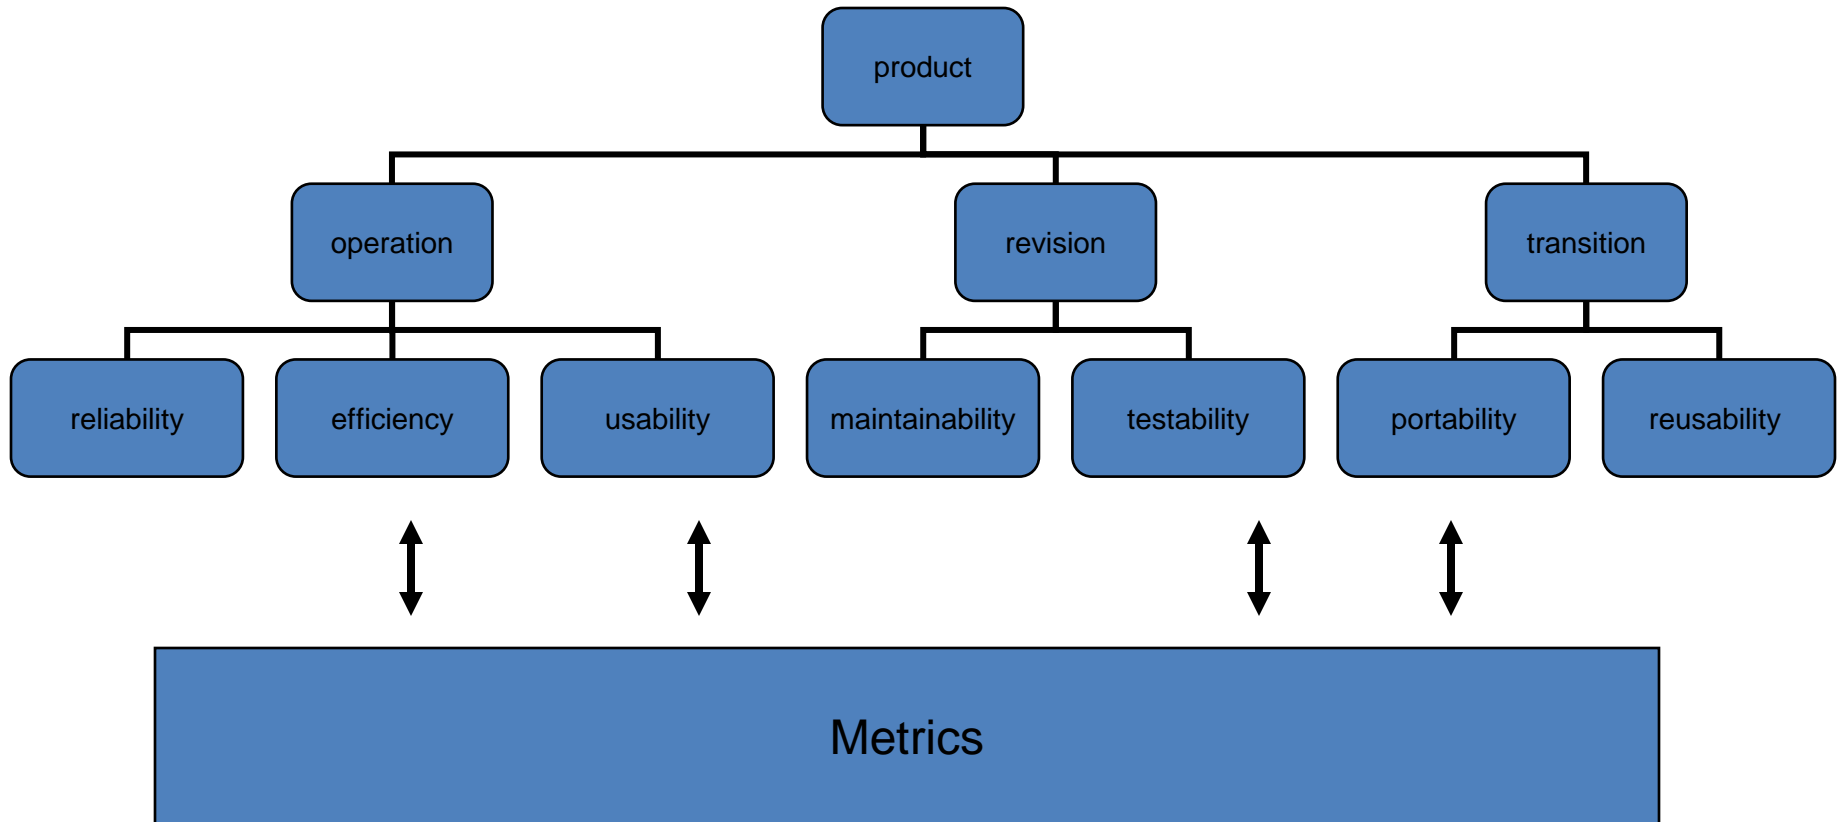 product
operation
revision
transition
reliability
efficiency
usability
maintainability
testability
portability
reusability
Metrics